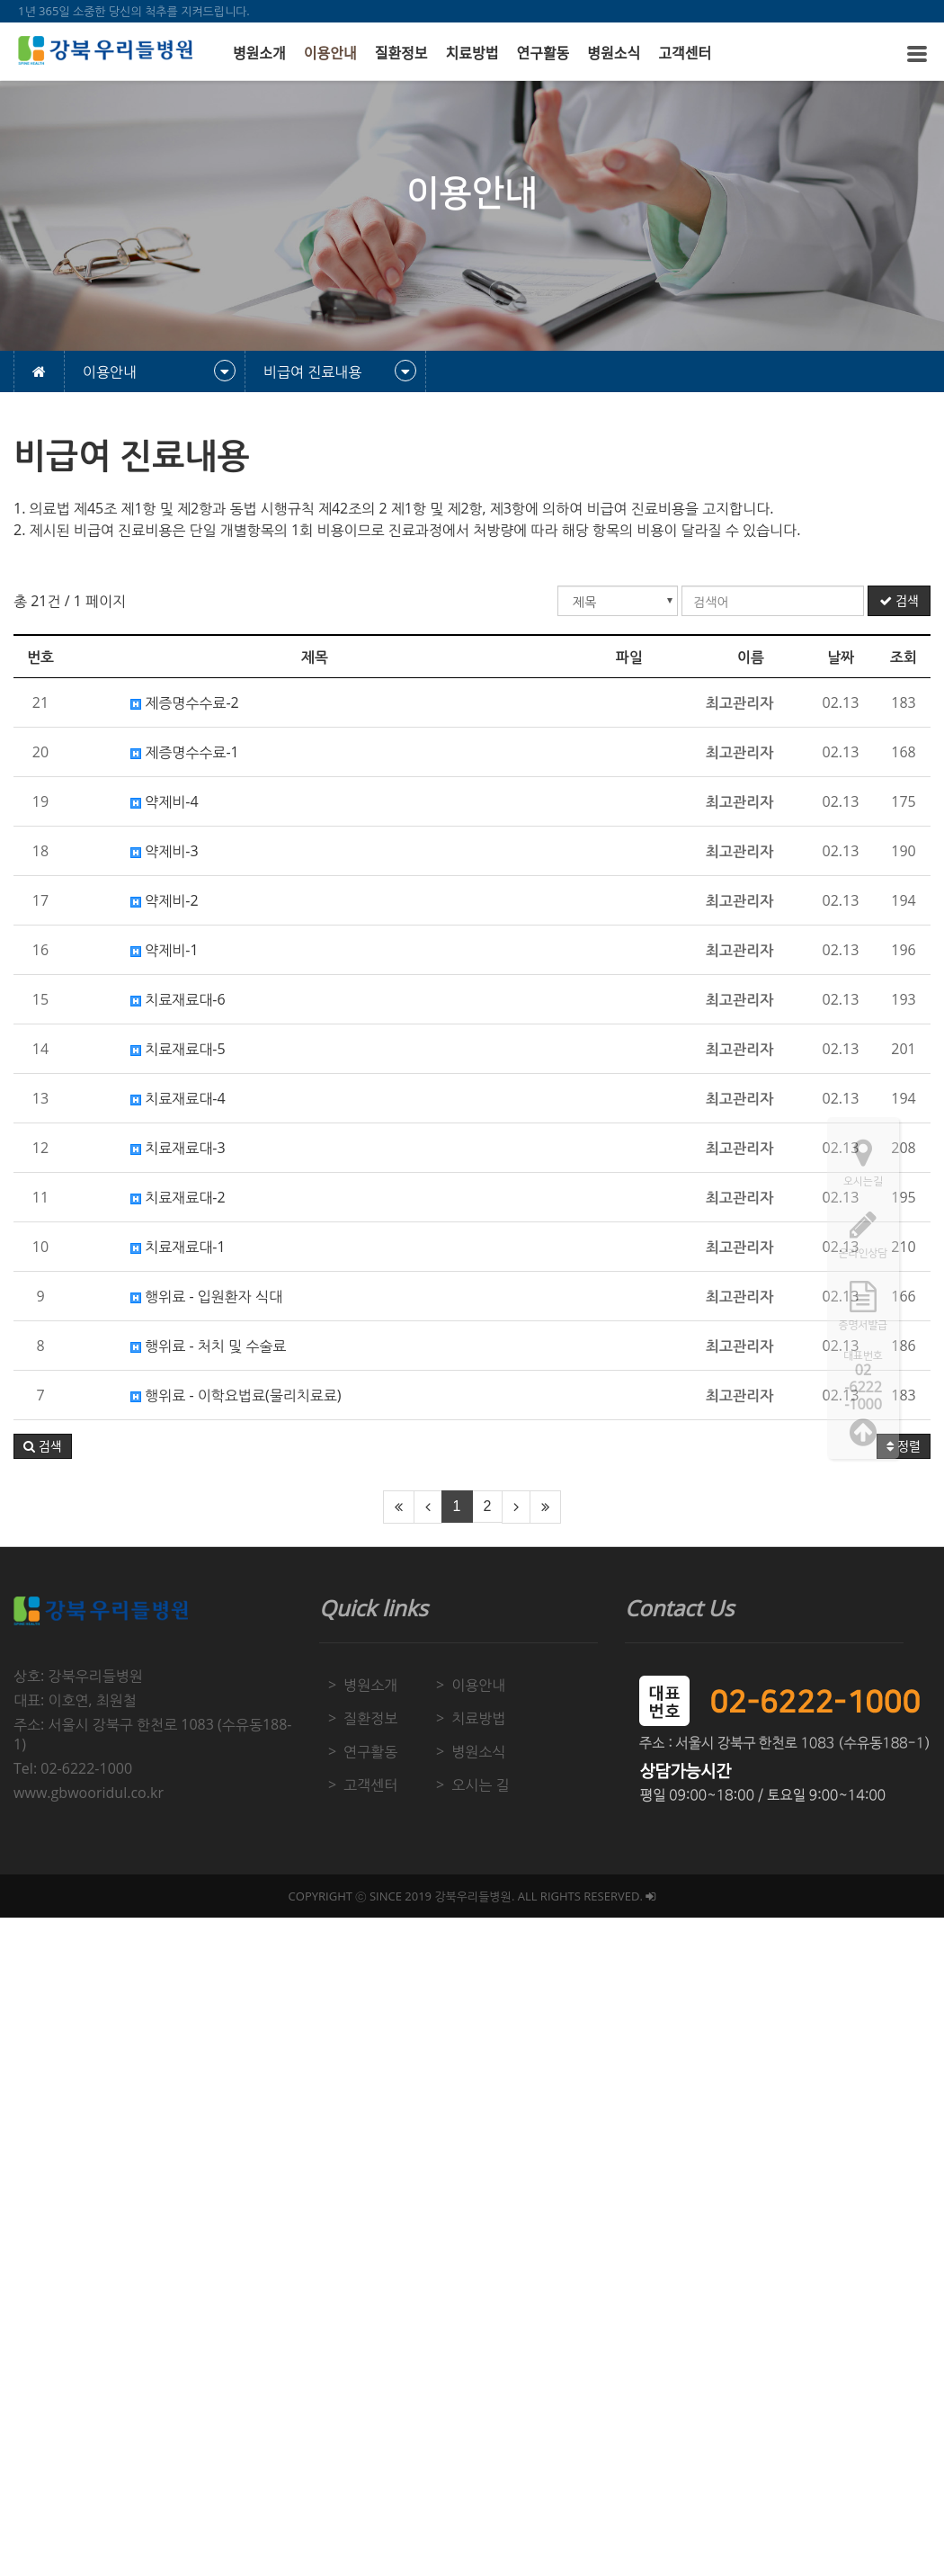 1년 365일 소중한 당신의 척추를 지켜드립니다.
강북 우리들병원 병원소개 이용안내 질환정보 치료방법 연구활동 병원소식 고객센터
이용안내
이용안내 비급여 진료내용
비급여 진료내용
1. 의료법 제45조 제1항 및 제2항과 동법 시행규칙 제42조의 2 제1항 및 제2항, 제3항에 의하여 비급여 진료비용을 고지합니다.
2. 제시된 비급여 진료비용은 단일 개별항목의 1회 비용이므로 진료과정에서 처방량에 따라 해당 항목의 비용이 달라질 수 있습니다.
총 21건 / 1 페이지 제목 검색어 검색
번호 제목 파일 이름 날짜 조회
21 H 제증명수수료-2 최고관리자 02.13 183
20 H 제증명수수료-1 최고관리자 02.13 168
19 H 약제비-4 최고관리자 02.13 175
18 H 약제비-3 최고관리자 02.13 190
17 H 약제비-2 최고관리자 02.13 194
16 H 약제비-1 최고관리자 02.13 196
15 H 치료재료대-6 최고관리자 02.13 193
14 H 치료재료대-5 최고관리자 02.13 201
13 H 치료재료대-4 최고관리자 02.13 194
12 H 치료재료대-3 최고관리자 02.13 208
오시는길
11 H 치료재료대-2 최고관리자 02.13 195
10 H 치료재료대-1 최고관리자 02.13 210
온라인상담
9 H 행위료 - 입원환자 식대 최고관리자 02.13 166
증명서발급
8 H 행위료 - 처치 및 수술료 최고관리자 02.13 186
대표번호
02
-6222
-1000
7 H 행위료 - 이학요법료(물리치료료) 최고관리자 02.13 183
검색 정렬
« ‹ 1 2 › »
강북 우리들병원
상호: 강북우리들병원
대표: 이호연, 최원철
주소: 서울시 강북구 한천로 1083 (수유동188-
1)
Tel: 02-6222-1000
www.gbwooridul.co.kr
Quick links
> 병원소개 > 이용안내
> 질환정보 > 치료방법
> 연구활동 > 병원소식
> 고객센터 > 오시는 길
Contact Us
대표
번호 02-6222-1000
주소 : 서울시 강북구 한천로 1083 (수유동188-1)
상담가능시간
평일 09:00~18:00 / 토요일 9:00~14:00
COPYRIGHT ⓒ SINCE 2019 강북우리들병원. ALL RIGHTS RESERVED.